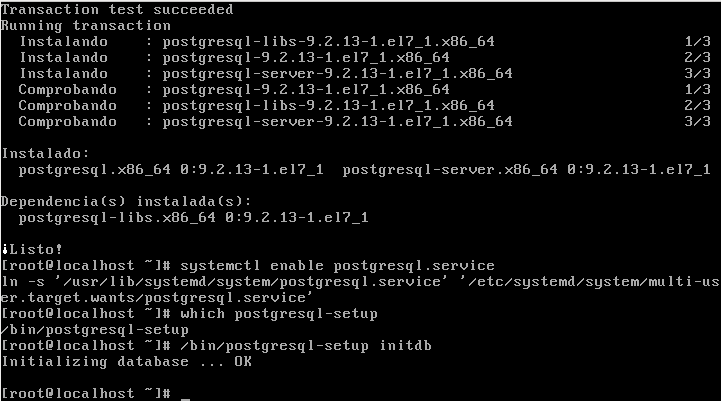 Transaction test succeeded
Running transaction
  Instalando    : postgresql-libs-9.2.13-1.el7_1.x86_64                        1/3
  Instalando    : postgresql-9.2.13-1.el7_1.x86_64                             2/3
  Instalando    : postgresql-server-9.2.13-1.el7_1.x86_64                      3/3
  Comprobando   : postgresql-9.2.13-1.el7_1.x86_64                             1/3
  Comprobando   : postgresql-libs-9.2.13-1.el7_1.x86_64                        2/3
  Comprobando   : postgresql-server-9.2.13-1.el7_1.x86_64                      3/3

Instalado:
  postgresql.x86_64 0:9.2.13-1.el7_1  postgresql-server.x86_64 0:9.2.13-1.el7_1

Dependencia(s) instalada(s):
  postgresql-libs.x86_64 0:9.2.13-1.el7_1

¡Listo!
[root@localhost ~]# systemctl enable postgresql.service
ln -s '/usr/lib/systemd/system/postgresql.service' '/etc/systemd/system/multi-us
er.target.wants/postgresql.service'
[root@localhost ~]# which postgresql-setup
/bin/postgresql-setup
[root@localhost ~]# /bin/postgresql-setup initdb
Initializing database ... OK

[root@localhost ~]# _